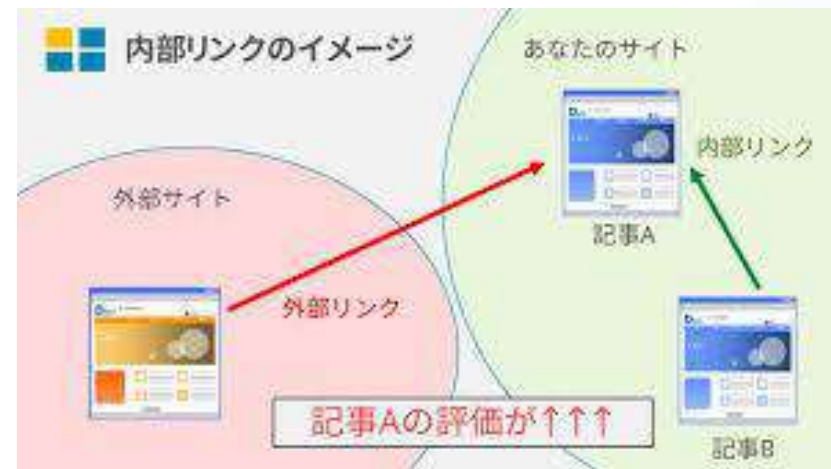 内部リンクのイメージ
あなたのサイト
内部リンク
外部サイト
記事A
外部リンク
記事Aの評価が↑↑↑
記事B